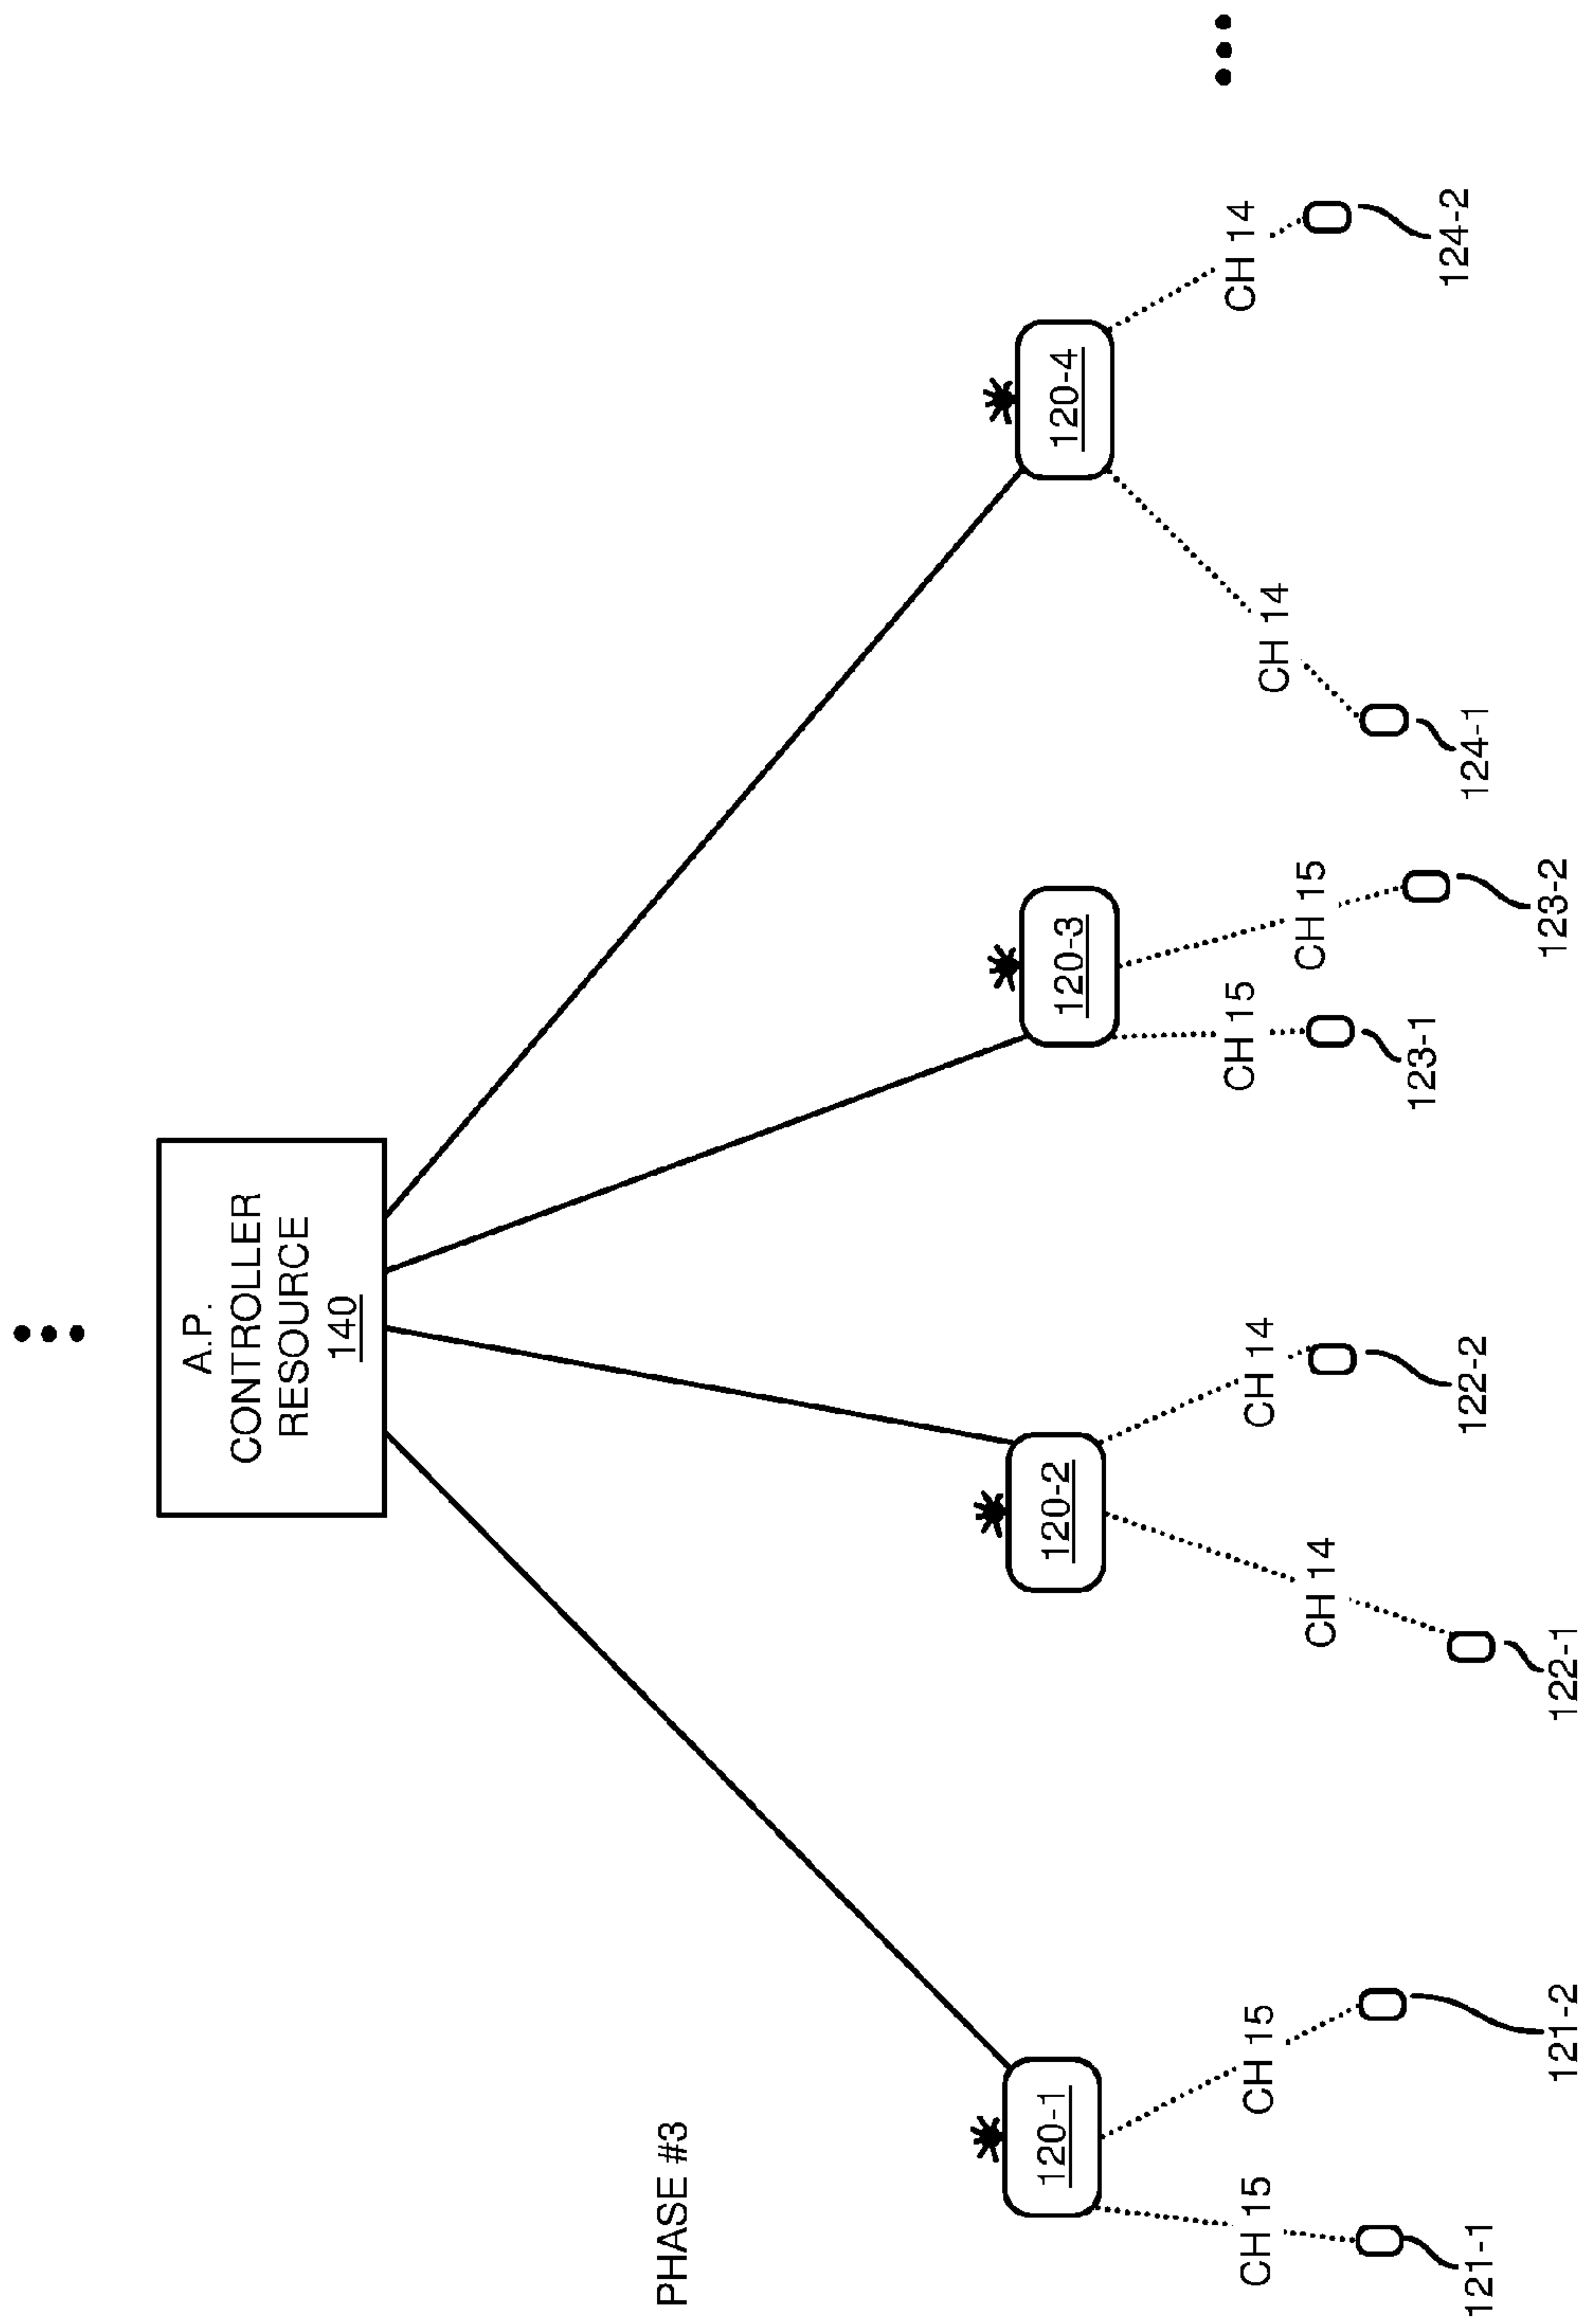 A.P.
CONTROLLER
RESOURCE
140
PHASE #3
120-1
120-2
120-3
120-4
CH 15
CH 15
CH 14
CH 14
CH 15
CH 15
CH 14
CH 14
121-1
121-2
122-1
122-2
123-1
123-2
124-1
124-2